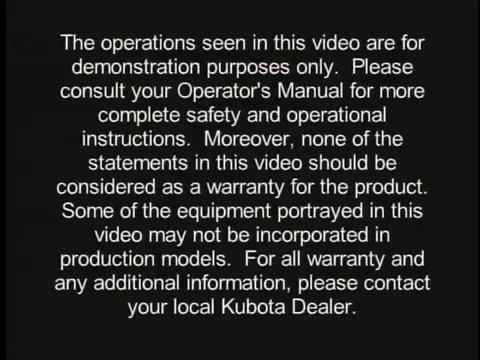 The operations seen in this video are for
demonstration purposes only.  Please
consult your Operator's Manual for more
complete safety and operational
instructions.  Moreover, none of the
statements in this video should be
considered as a warranty for the product.
Some of the equipment portrayed in this
video may not be incorporated in
production models.  For all warranty and
any additional information, please contact
your local Kubota Dealer.